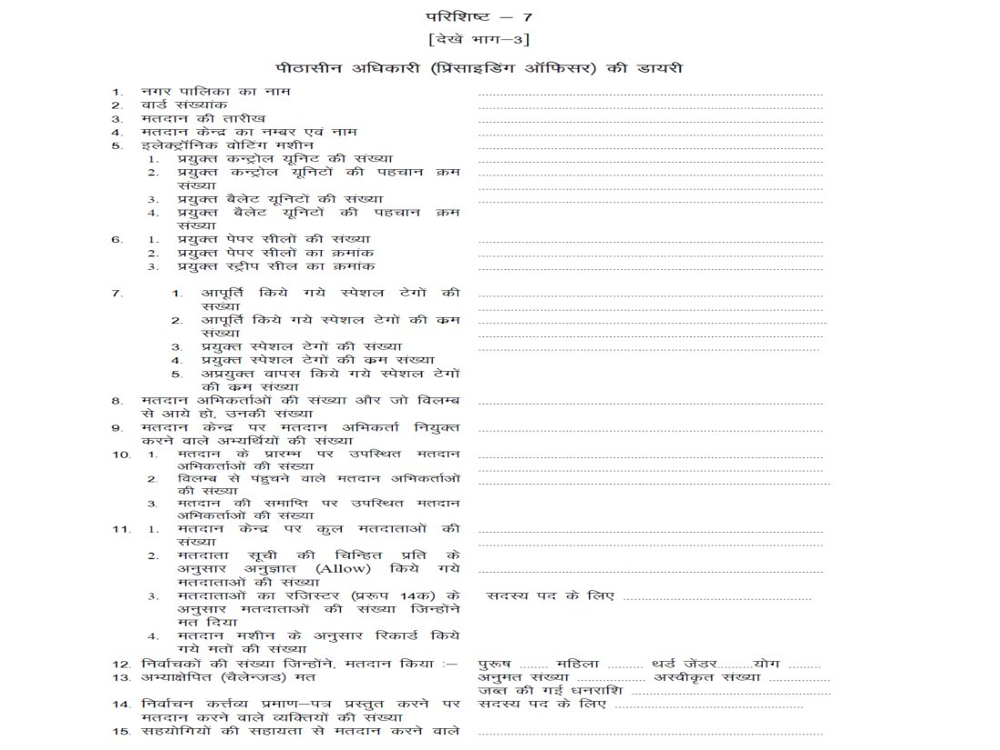 परिशिष्ट – 7
[देखें भाग–3]
पीठासीन अधिकारी (प्रिंसाइडिंग ऑफिसर) की डायरी
1. नगर पालिका का नाम ..........
2. वार्ड संख्यांक ..........
3. मतदान की तारीख ..........
4. मतदान केन्द्र का नम्बर एवं नाम ..........
5. इलेक्ट्रॉनिक वोटिंग मशीन ..........
1. प्रयुक्त कन्ट्रोल यूनिट की संख्या ..........
2. प्रयुक्त कन्ट्रोल यूनिटों की पहचान क्रम ..........
संख्या ..........
3. प्रयुक्त बैलेट यूनिटों की संख्या ..........
4. प्रयुक्त बैलेट यूनिटों की पहचान क्रम
संख्या
6. 1. प्रयुक्त पेपर सीलों की संख्या ..........
2. प्रयुक्त पेपर सीलों का क्रमांक ..........
3. प्रयुक्त स्ट्रीप सील का क्रमांक ..........
7. 1. आपूर्ति किये गये स्पेशल टेगों की ..........
सख्या ..........
2. आपूर्ति किये गये स्पेशल टेगों की क्रम ..........
संख्या ..........
3. प्रयुक्त स्पेशल टेगों की संख्या ..........
4. प्रयुक्त स्पेशल टेगों की क्रम संख्या
5. अप्रयुक्त वापस किये गये स्पेशल टेगों
की क्रम संख्या
8. मतदान अभिकर्ताओं की संख्या और जो विलम्ब ..........
से आये हो, उनकी संख्या
9. मतदान केन्द्र पर मतदान अभिकर्ता नियुक्त ..........
करने वाले अभ्यर्थियों की संख्या
10. 1. मतदान के प्रारम्भ पर उपस्थित मतदान ..........
अभिकर्ताओं की संख्या ..........
2. विलम्ब से पंहुचने वाले मतदान अभिकर्ताओं ..........
की संख्या
3. मतदान की समाप्ति पर उपस्थित मतदान
अभिकर्ताओं की संख्या
11. 1. मतदान केन्द्र पर कुल मतदाताओं की ..........
संख्या ..........
2. मतदाता सूची की चिन्हित प्रति के
अनुसार अनुज्ञात (Allow) किये गये ..........
मतदाताओं की संख्या
3. मतदाताओं का रजिस्टर (प्ररूप 14क) के सदस्य पद के लिए ..........
अनुसार मतदाताओं की संख्या जिन्होंने
मत दिया
4. मतदान मशीन के अनुसार रिकार्ड किये
गये मतों की संख्या
12. निर्वाचकों की संख्या जिन्होंने, मतदान किया :– पुरूष ....... महिला .......... थर्ड जेंडर..........योग .........
13. अभ्याक्षेपित (चैलेन्जड) मत अनुमत संख्या .......... अस्वीकृत संख्या ..........
जब्त की गई धनराशि ..........
14. निर्वाचन कर्त्तव्य प्रमाण–पत्र प्रस्तुत करने पर सदस्य पद के लिए ..........
मतदान करने वाले व्यक्तियों की संख्या
15. सहयोगियों की सहायता से मतदान करने वाले ..........